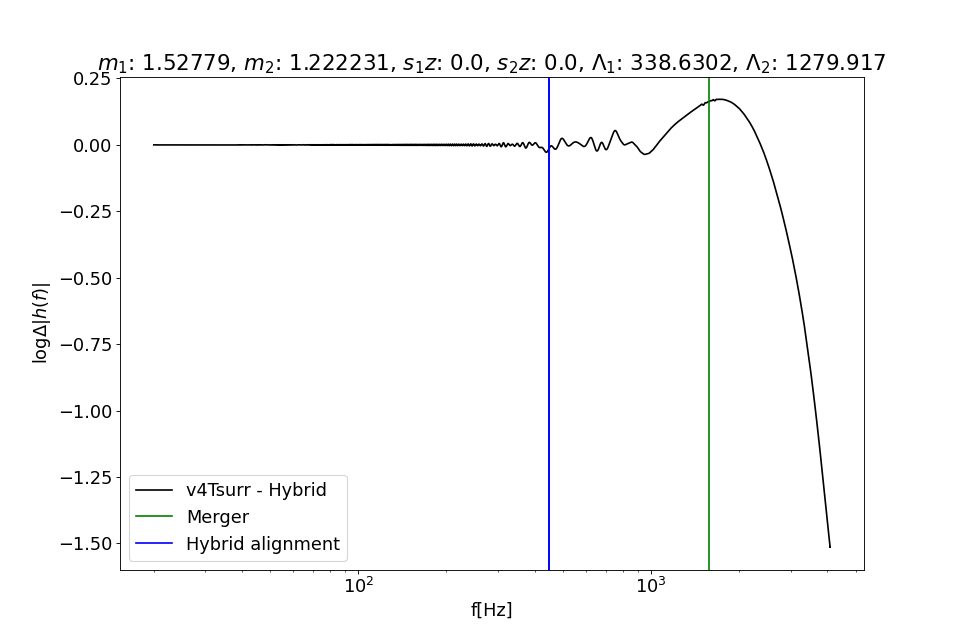 m₁: 1.52779, m₂: 1.222231, s₁z: 0.0, s₂z: 0.0, Λ₁: 338.6302, Λ₂: 1279.917
0.25
0.00
−0.25
−0.50
−0.75
−1.00
−1.25
−1.50
logΔ|h(f)|
v4Tsurr - Hybrid
Merger
Hybrid alignment
10² 10³
f[Hz]